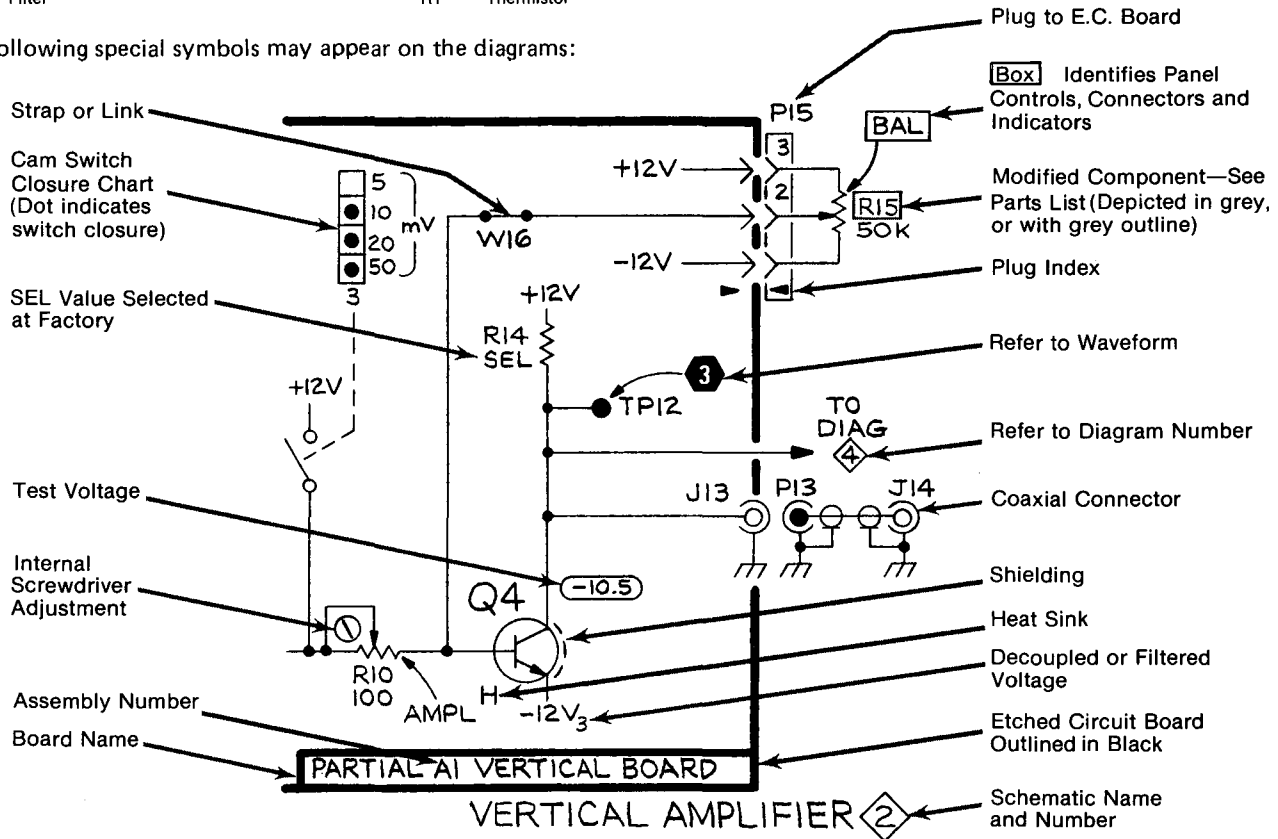 Filter
Thermistor
ollowing special symbols may appear on the diagrams:
Plug to E.C. Board
Box Identifies Panel
Controls, Connectors and
Indicators
Strap or Link
P15
BAL
Cam Switch
Closure Chart
(Dot indicates
switch closure)
5
10
20
50
mV
3
+12V
3
2
W16
-12V
R15
50K
Modified Component—See
Parts List (Depicted in grey,
or with grey outline)
Plug Index
SEL Value Selected
at Factory
+12V
R14
SEL
3
Refer to Waveform
TP12
+12V
TO
DIAG
4
Refer to Diagram Number
Test Voltage
J13
P13
J14
Coaxial Connector
Internal
Screwdriver
Adjustment
-10.5
Q4
Shielding
Heat Sink
R10
100
AMPL
H
-12V3
Decoupled or Filtered
Voltage
Assembly Number
Board Name
Etched Circuit Board
Outlined in Black
PARTIAL A1 VERTICAL BOARD
VERTICAL AMPLIFIER 2
Schematic Name
and Number